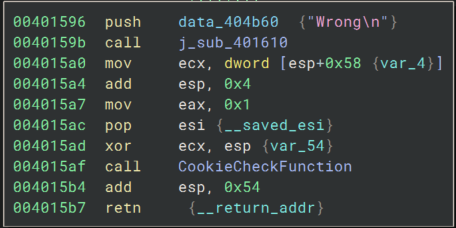 00401596 push data_404b60 {"Wrong\n"}
0040159b call j_sub_401610
004015a0 mov ecx, dword [esp+0x58 {var_4}]
004015a4 add esp, 0x4
004015a7 mov eax, 0x1
004015ac pop esi {__saved_esi}
004015ad xor ecx, esp {var_54}
004015af call CookieCheckFunction
004015b4 add esp, 0x54
004015b7 retn {__return_addr}